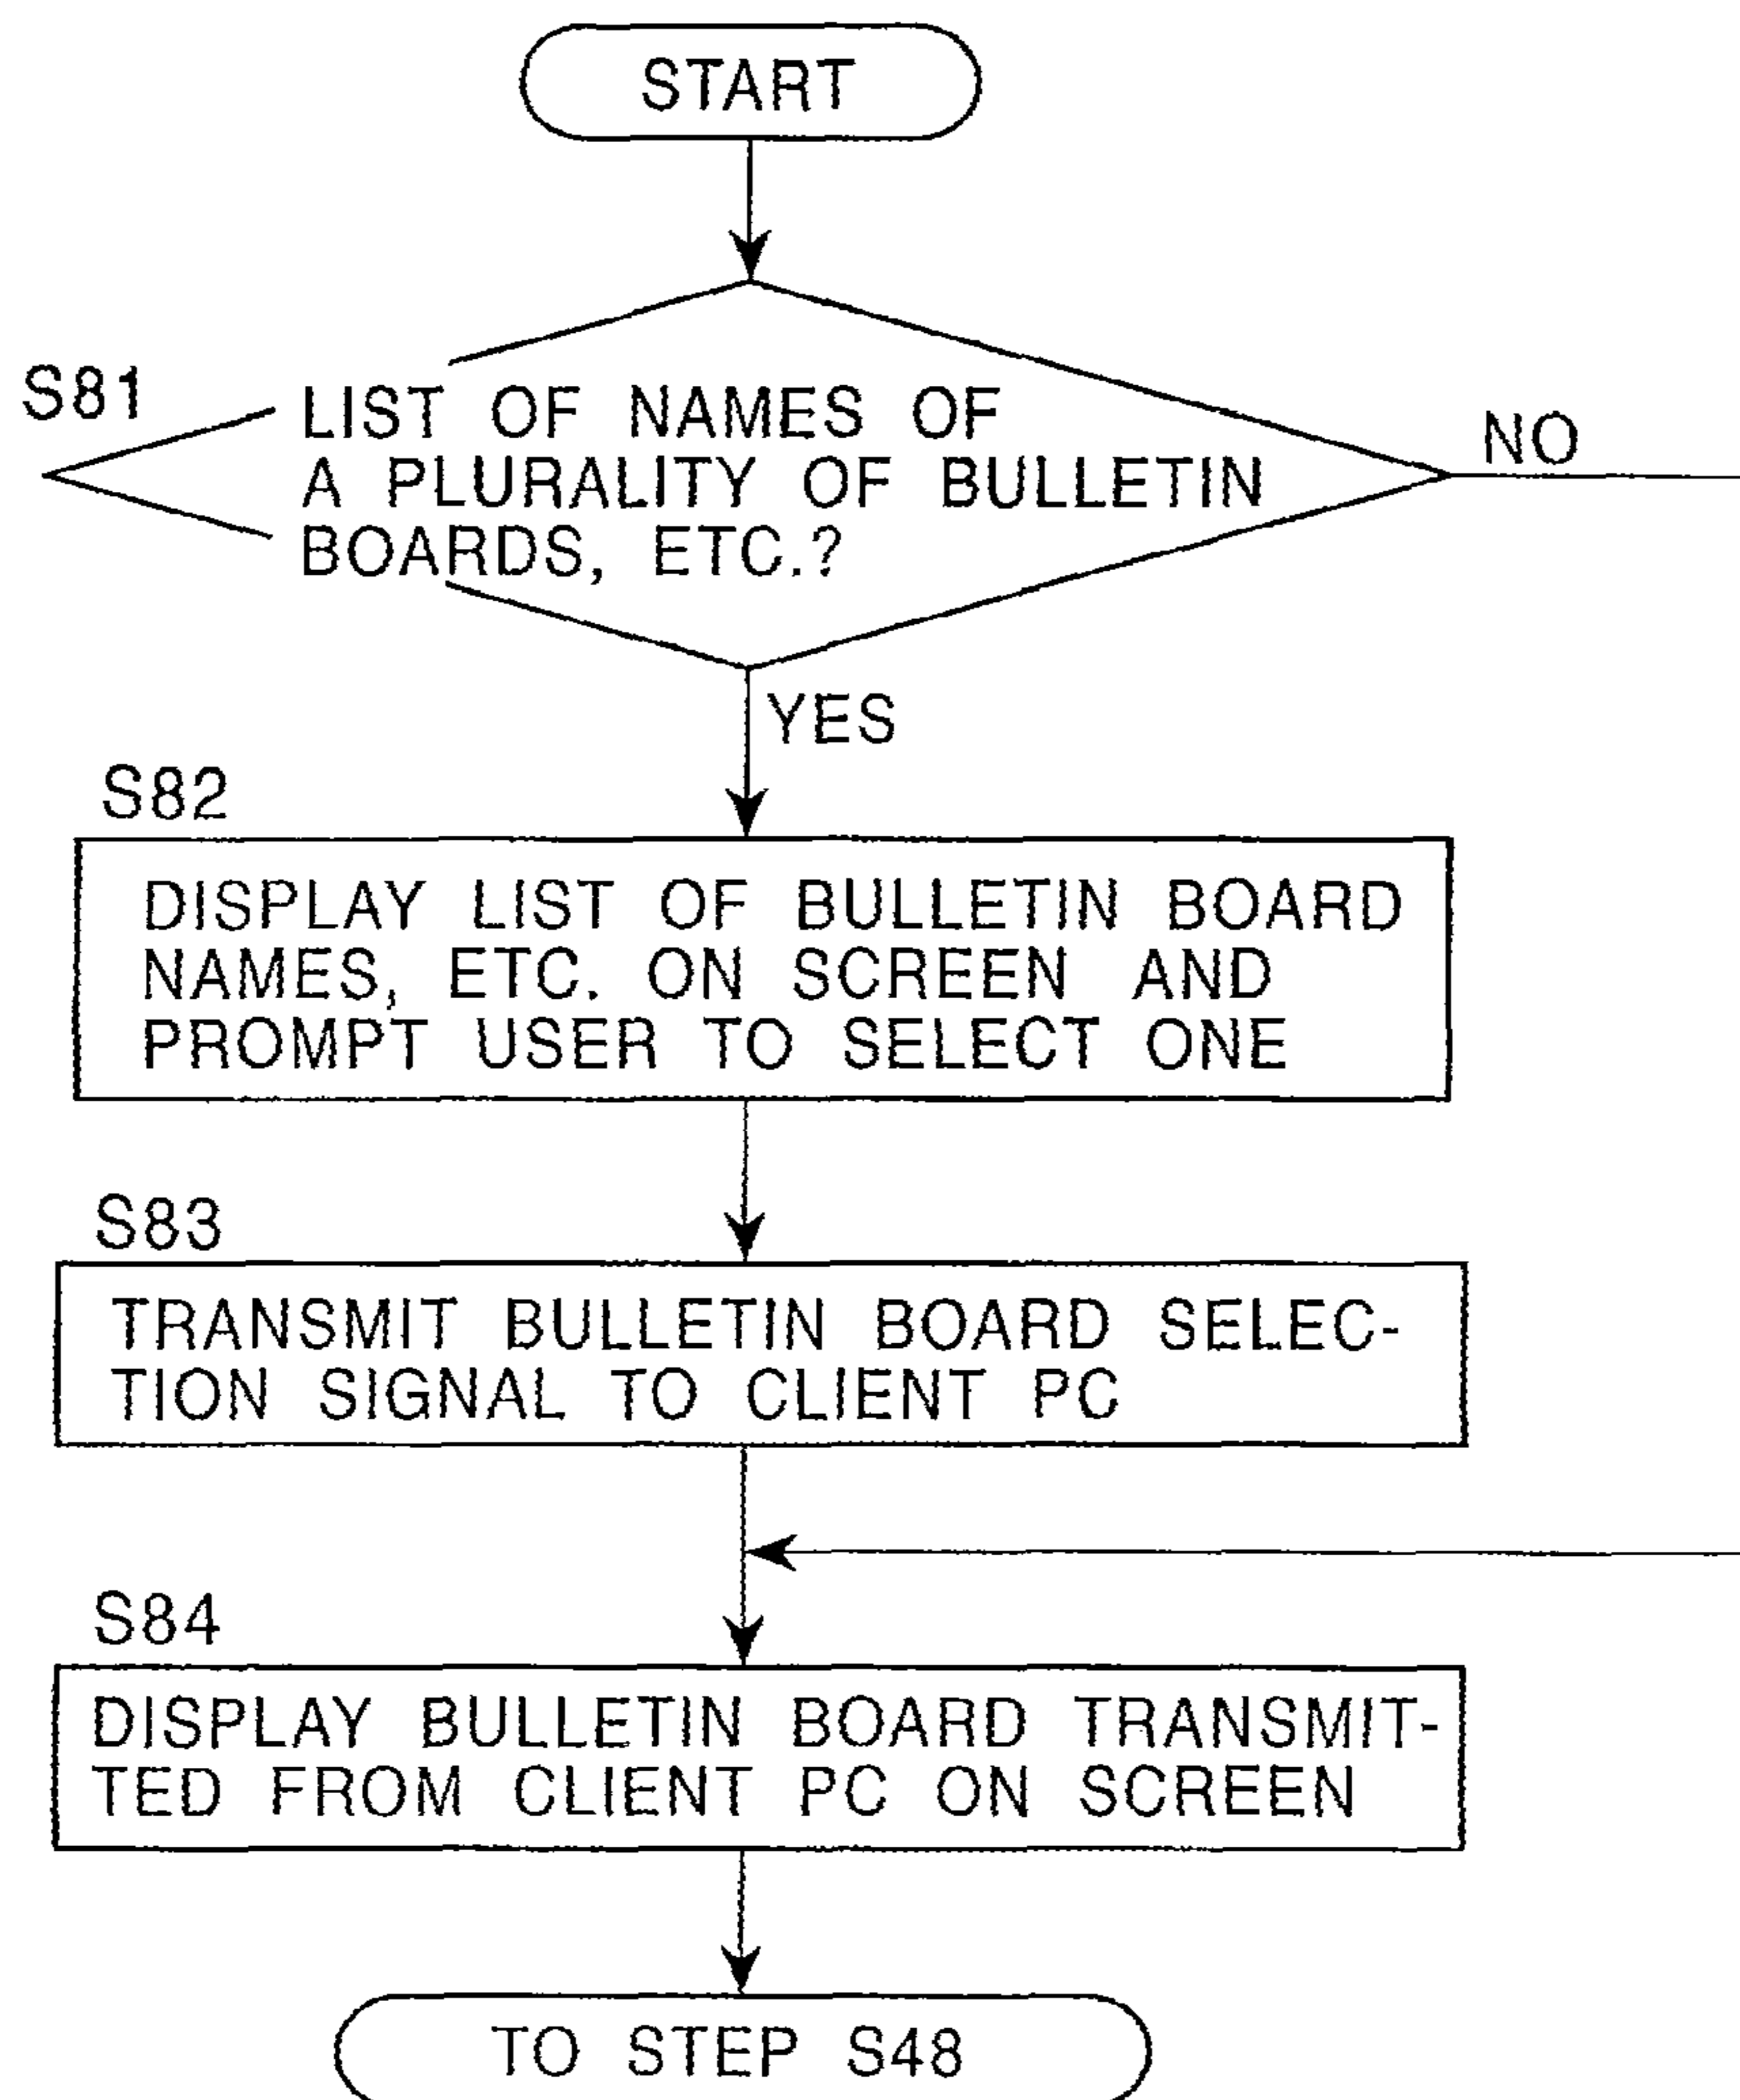 START
S81
LIST OF NAMES OF
A PLURALITY OF BULLETIN
BOARDS, ETC.?
NO
YES
S82
DISPLAY LIST OF BULLETIN BOARD
NAMES, ETC. ON SCREEN AND
PROMPT USER TO SELECT ONE
S83
TRANSMIT BULLETIN BOARD SELEC-
TION SIGNAL TO CLIENT PC
S84
DISPLAY BULLETIN BOARD TRANSMIT-
TED FROM CLIENT PC ON SCREEN
TO STEP S48